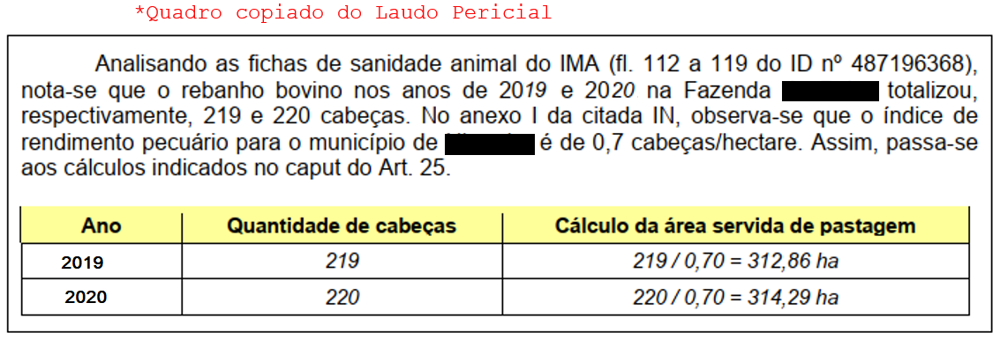 *Quadro copiado do Laudo Pericial
Analisando as fichas de sanidade animal do IMA (fl. 112 a 119 do ID nº 487196368),
nota-se que o rebanho bovino nos anos de 2019 e 2020 na Fazenda totalizou,
respectivamente, 219 e 220 cabeças. No anexo I da citada IN, observa-se que o índice de
rendimento pecuário para o município de é de 0,7 cabeças/hectare. Assim, passa-se
aos cálculos indicados no caput do Art. 25.
Ano Quantidade de cabeças Cálculo da área servida de pastagem
2019 219 219 / 0,70 = 312,86 ha
2020 220 220 / 0,70 = 314,29 ha